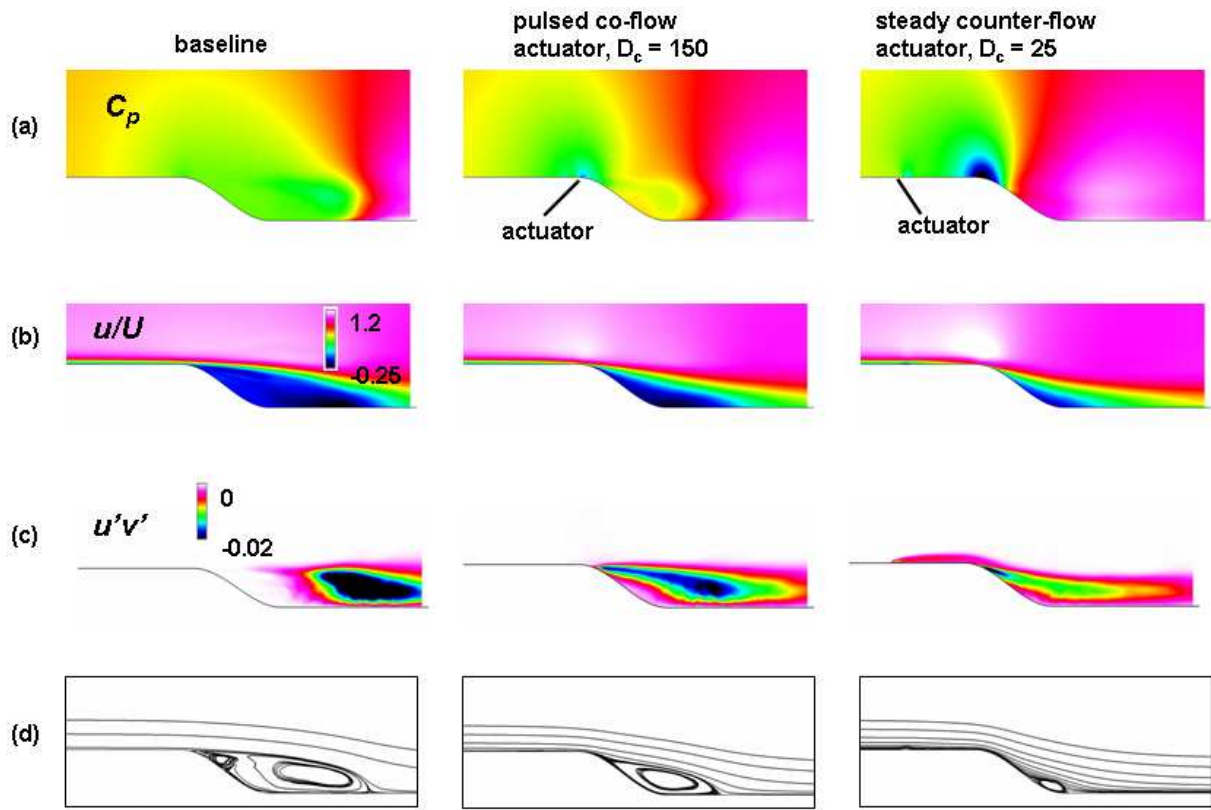 baseline
pulsed co-flow
actuator, Dc = 150
steady counter-flow
actuator, Dc = 25
(a)
Cp
actuator
actuator
(b)
u/U
1.2
-0.25
(c)
u'v'
0
-0.02
(d)